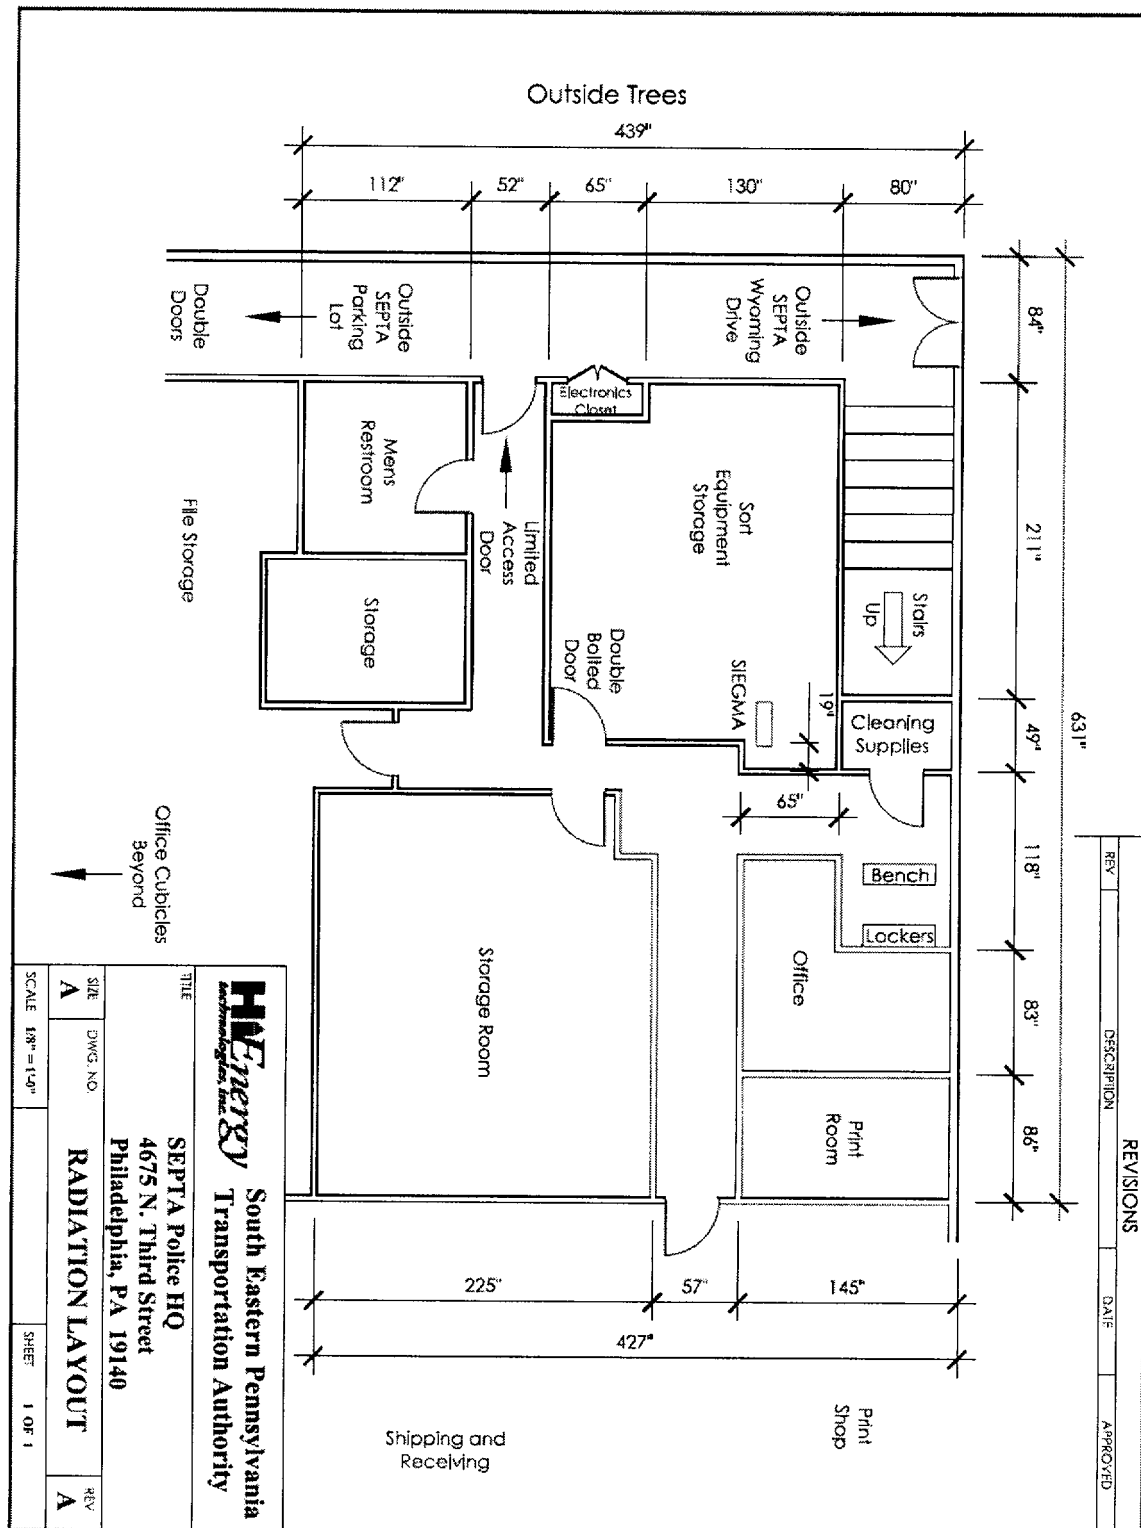 Outside Trees
439"
112"
52"
65"
130"
80"
631"
84"
211"
49"
118"
83"
86"
Double
Doors
Outside
SEPTA
Parking
Lot
Outside
SEPTA
Wyoming
Drive
Electronics
Closet
Mens
Restroom
Limited
Access
Door
Sort
Equipment
Storage
Stairs
Up
File Storage
Storage
Double
Bolted
Door
SIEGMA
19"
Cleaning
Supplies
65"
Office Cubicles
Beyond
Bench
Lockers
Office
Storage Room
Print
Room
225"
57"
145"
427"
Shipping and
Receiving
Print
Shop
REVISIONS
REV
DESCRIPTION
DATE
APPROVED
HiEnergy
technologies, inc.
South Eastern Pennsylvania
Transportation Authority
TITLE
SEPTA Police HQ
4675 N. Third Street
Philadelphia, PA 19140
SIZE
A
DWG. NO.
RADIATION LAYOUT
REV
A
SCALE 1/8" = 1'-0"
SHEET 1 OF 1